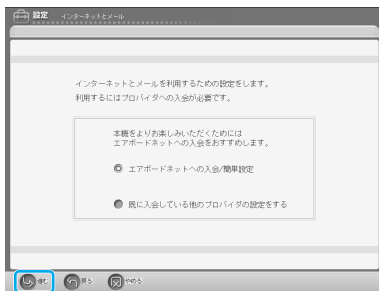 設定 インターネットとメール
インターネットとメールを利用するための設定をします。
利用するにはプロバイダへの入会が必要です。
本機をよりお楽しみいただくためには
エアボードネットへの入会をおすすめします。
エアボードネットへの入会/簡単設定
既に入会している他のプロバイダの設定をする
進む 戻る やめる